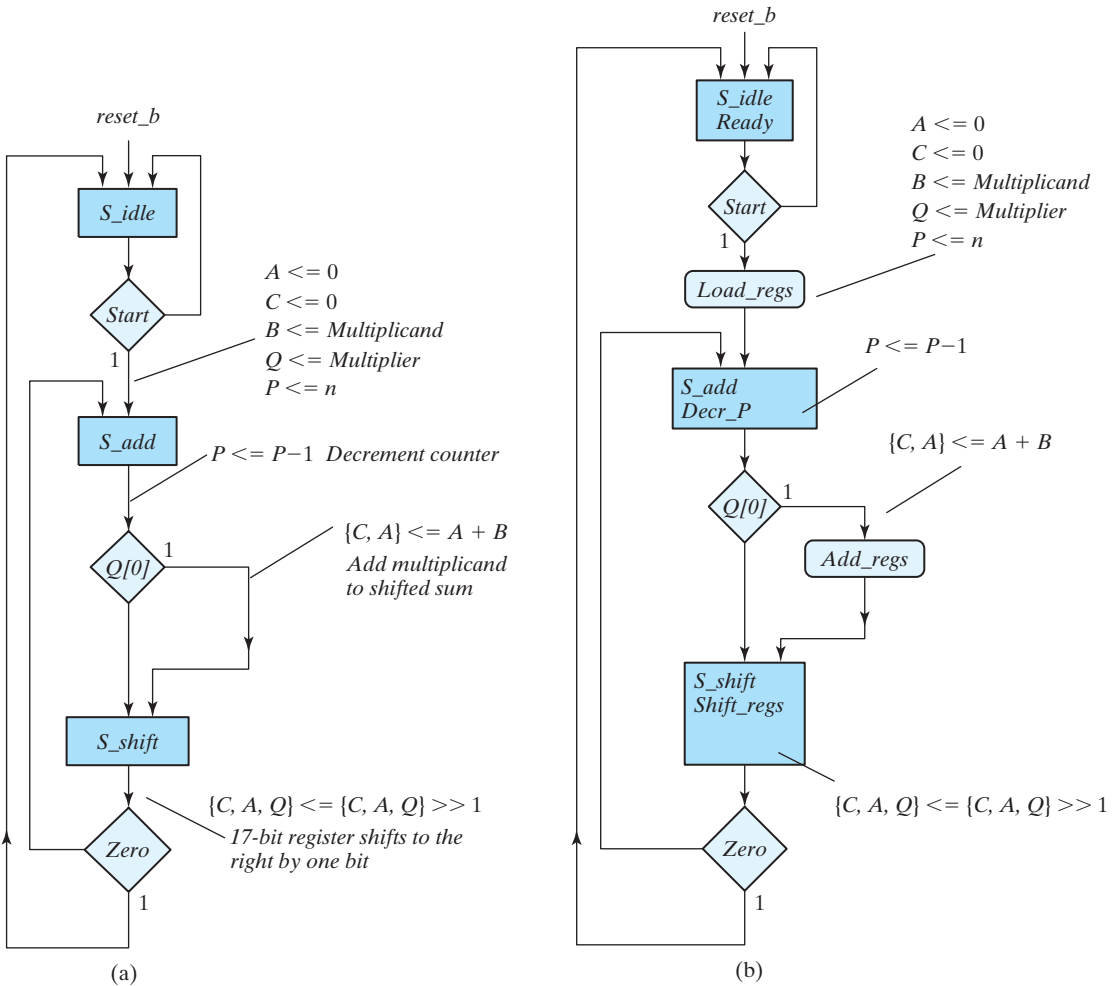 reset_b
S_idle
Start
1
A <= 0
C <= 0
B <= Multiplicand
Q <= Multiplier
P <= n
S_add
P <= P−1 Decrement counter
Q[0]
1
{C, A} <= A + B
Add multiplicand
to shifted sum
S_shift
{C, A, Q} <= {C, A, Q} >> 1
17-bit register shifts to the
right by one bit
Zero
1
(a)
reset_b
S_idle
Ready
Start
1
A <= 0
C <= 0
B <= Multiplicand
Q <= Multiplier
P <= n
Load_regs
P <= P−1
S_add
Decr_P
{C, A} <= A + B
Q[0]
1
Add_regs
S_shift
Shift_regs
{C, A, Q} <= {C, A, Q} >> 1
Zero
1
(b)